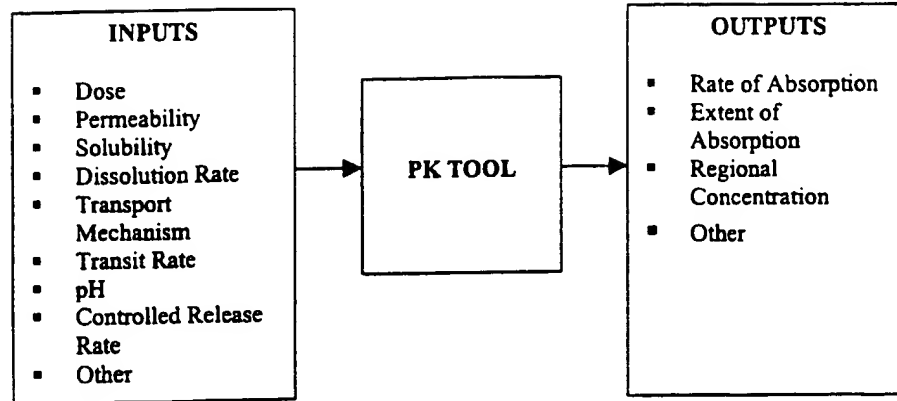 INPUTS
▪ Dose
▪ Permeability
▪ Solubility
▪ Dissolution Rate
▪ Transport
Mechanism
▪ Transit Rate
▪ pH
▪ Controlled Release
Rate
▪ Other
PK TOOL
OUTPUTS
▪ Rate of Absorption
▪ Extent of
Absorption
▪ Regional
Concentration
▪ Other